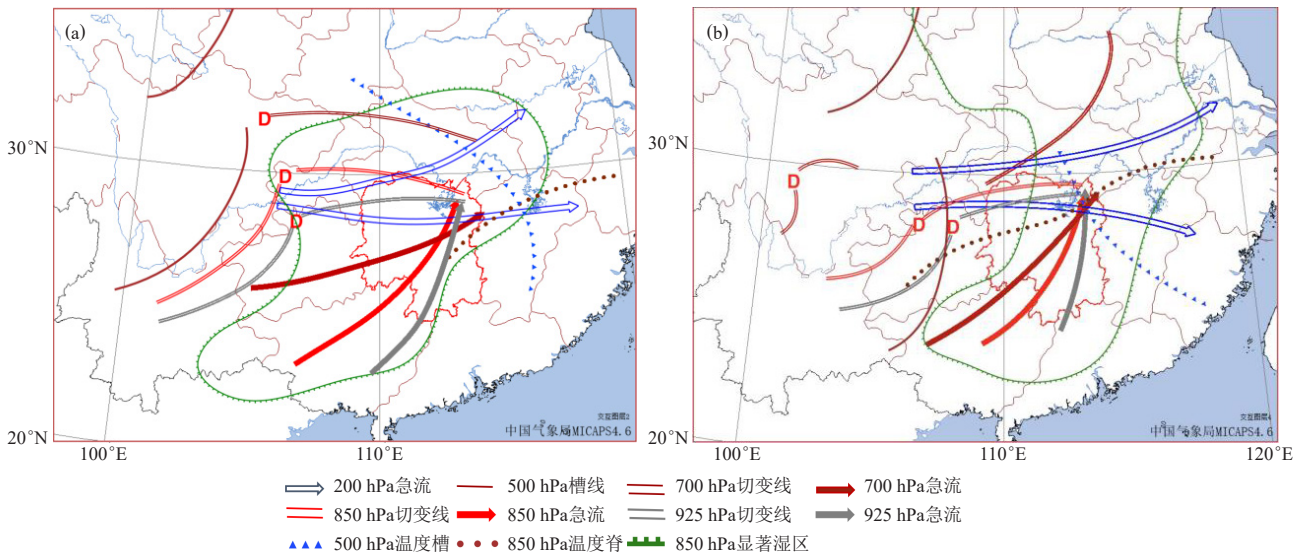 (a)
(b)
D
D
D
D
D
D
30°N
30°N
20°N
20°N
交互图层2
中国气象局MICAPS4.6
中国气象局MICAPS4.6
100°E
110°E
100°E
110°E
120°E
200 hPa急流
500 hPa槽线
700 hPa切变线
700 hPa急流
850 hPa切变线
850 hPa急流
925 hPa切变线
925 hPa急流
500 hPa温度槽
850 hPa温度脊
850 hPa显著湿区